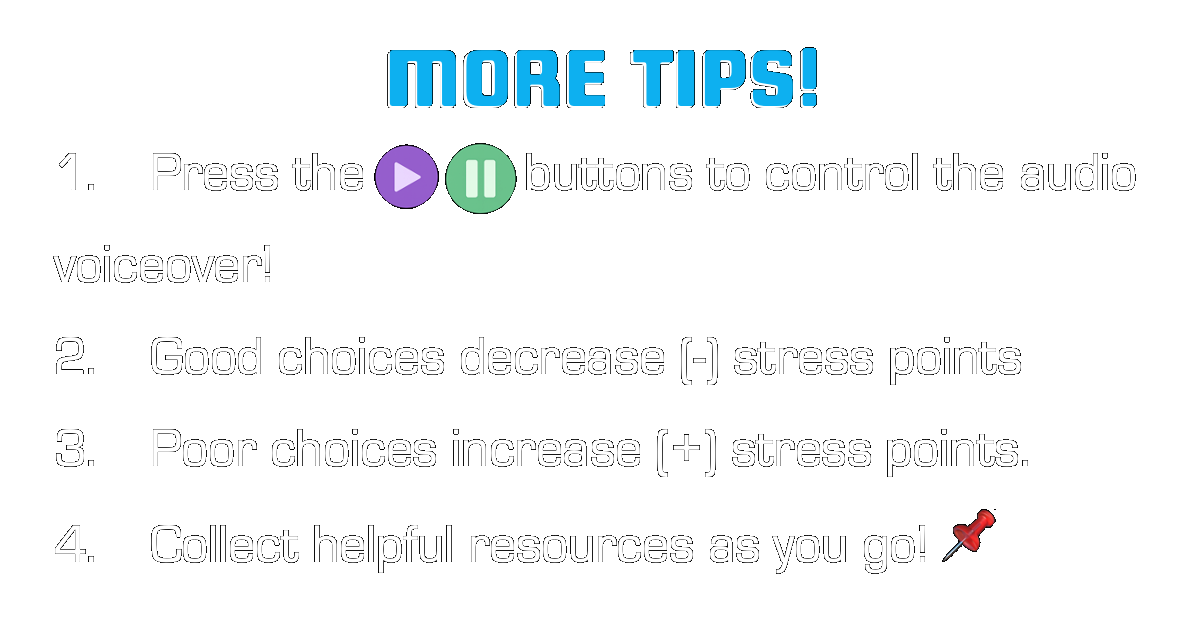 MORE TIPS!
1. Press the buttons to control the audio
voiceover!
2. Good choices decrease (-) stress points
3. Poor choices increase (+) stress points.
4. Collect helpful resources as you go!